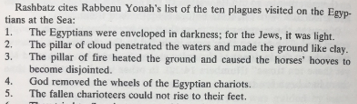 Rashbatz cites Rabbenu Yonah's list of the ten plagues visited on the Egyp-
tians at the Sea:
1. The Egyptians were enveloped in darkness; for the Jews, it was light.
2. The pillar of cloud penetrated the waters and made the ground like clay.
3. The pillar of fire heated the ground and caused the horses' hooves to
become disjointed.
4. God removed the wheels of the Egyptian chariots.
5. The fallen charioteers could not rise to their feet.